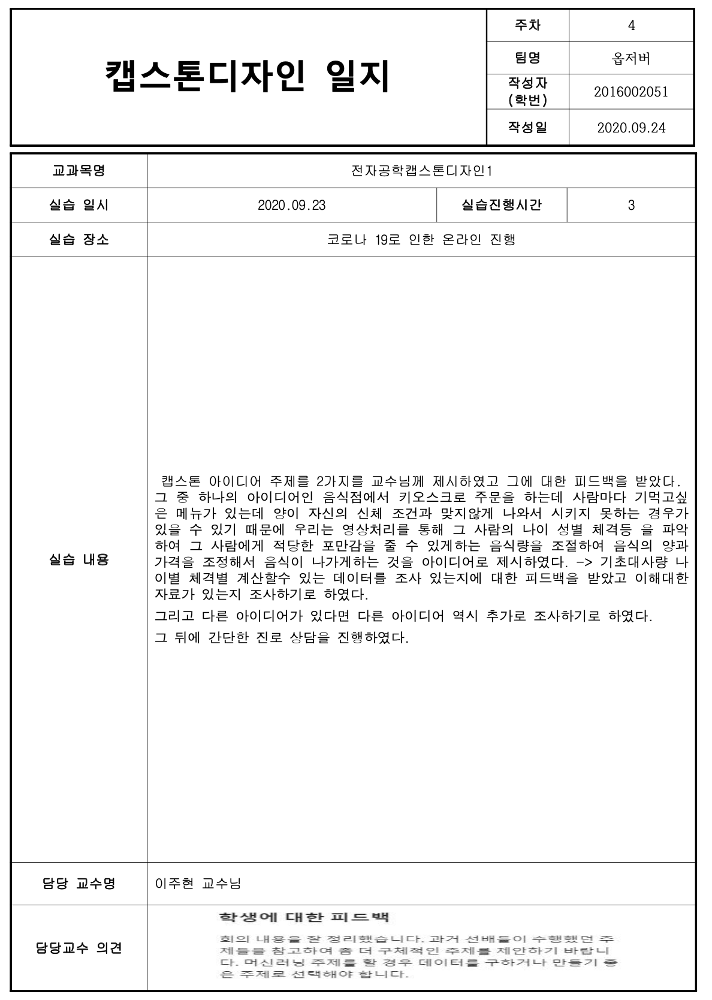 캡스톤디자인 일지
주차
4
팀명
옵저버
작성자
(학번)
2016002051
작성일
2020.09.24
교과목명
전자공학캡스톤디자인1
실습 일시
2020.09.23
실습진행시간
3
실습 장소
코로나 19로 인한 온라인 진행
실습 내용
캡스톤 아이디어 주제를 2가지를 교수님께 제시하였고 그에 대한 피드백을 받았다.
그 중 하나의 아이디어인 음식점에서 키오스크로 주문을 하는데 사람마다 기먹고싶
은 메뉴가 있는데 양이 자신의 신체 조건과 맞지않게 나와서 시키지 못하는 경우가
있을 수 있기 때문에 우리는 영상처리를 통해 그 사람의 나이 성별 체격등 을 파악
하여 그 사람에게 적당한 포만감을 줄 수 있게하는 음식량을 조절하여 음식의 양과
가격을 조정해서 음식이 나가게하는 것을 아이디어로 제시하였다. -> 기초대사량 나
이별 체격별 계산할수 있는 데이터를 조사 있는지에 대한 피드백을 받았고 이해대한
자료가 있는지 조사하기로 하였다.
그리고 다른 아이디어가 있다면 다른 아이디어 역시 추가로 조사하기로 하였다.
그 뒤에 간단한 진로 상담을 진행하였다.
담당 교수명
이주현 교수님
담당교수 의견
학생에 대한 피드백
회의 내용을 잘 정리했습니다. 과거 선배들이 수행했던 주
제들을 참고하여 좀 더 구체적인 주제를 제안하기 바랍니
다. 머신러닝 주제를 할 경우 데이터를 구하거나 만들기 좋
은 주제로 선택해야 합니다.